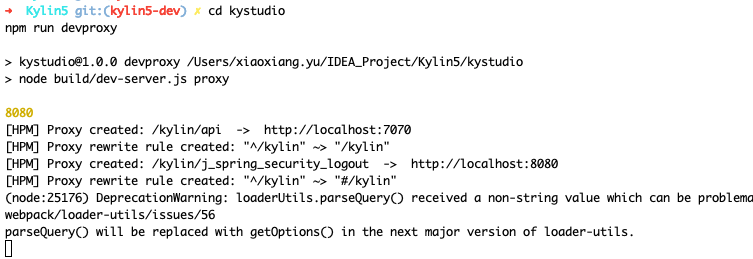 ➜ Kylin5 git:(kylin5-dev) ✗ cd kystudio
npm run devproxy
> kystudio@1.0.0 devproxy /Users/xiaoxiang.yu/IDEA_Project/Kylin5/kystudio
> node build/dev-server.js proxy
8080
[HPM] Proxy created: /kylin/api -> http://localhost:7070
[HPM] Proxy rewrite rule created: "^/kylin" ~> "/kylin"
[HPM] Proxy created: /kylin/j_spring_security_logout -> http://localhost:8080
[HPM] Proxy rewrite rule created: "^/kylin" ~> "#/kylin"
(node:25176) DeprecationWarning: loaderUtils.parseQuery() received a non-string value which can be problema
webpack/loader-utils/issues/56
parseQuery() will be replaced with getOptions() in the next major version of loader-utils.